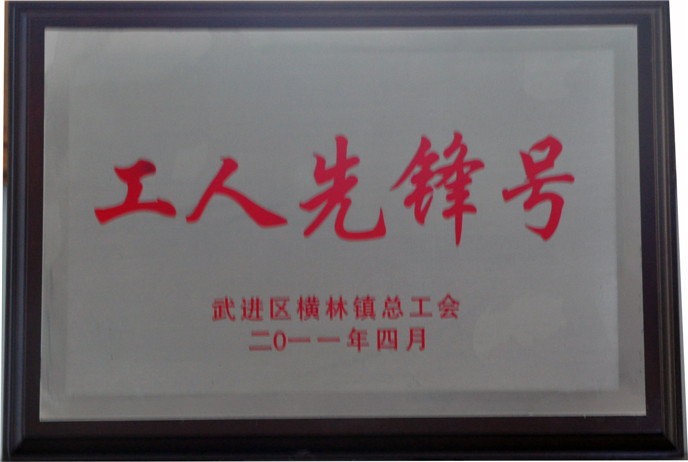 工人先锋号
武进区横林镇总工会
二0一一年四月